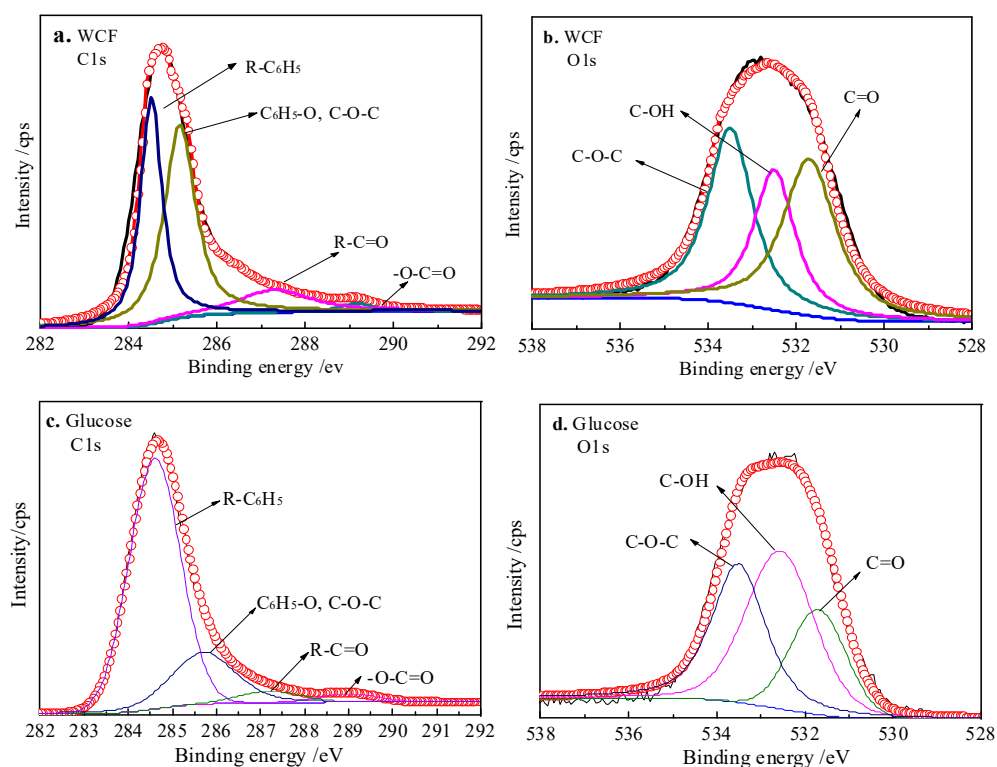 a. WCF
C1s
R-C₆H₅
C₆H₅-O, C-O-C
R-C=O
-O-C=O
Intensity /cps
282 284 286 288 290 292
Binding energy /ev
b. WCF
O1s
C-O-C
C-OH
C=O
Intensity /cps
538 536 534 532 530 528
Binding energy /eV
c. Glucose
C1s
R-C₆H₅
C₆H₅-O, C-O-C
R-C=O
-O-C=O
Intensity/cps
282 283 284 285 286 287 288 289 290 291 292
Binding energy /eV
d. Glucose
O1s
C-OH
C-O-C
C=O
Intensity /cps
538 536 534 532 530 528
Binding energy /eV